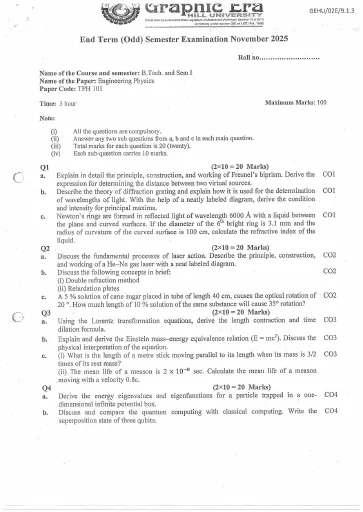 Graphic Era
HILL UNIVERSITY
GEHU/02E/9.1.3
End Term (Odd) Semester Examination November 2025
Roll no...........................
Name of the Course and semester: B.Tech. and Sem I
Name of the Paper: Engineering Physics
Paper Code: TPH 101
Time: 3 hour Maximum Marks: 100
Note:
(i) All the questions are compulsory.
(ii) Answer any two sub questions from a, b and c in each main question.
(iii) Total marks for each question is 20 (twenty).
(iv) Each sub-question carries 10 marks.
Q1 (2×10 = 20 Marks)
a. Explain in detail the principle, construction, and working of Fresnel's biprism. Derive the CO1
expression for determining the distance between two virtual sources.
b. Describe the theory of diffraction grating and explain how it is used for the determination CO1
of wavelengths of light. With the help of a neatly labeled diagram, derive the condition
and intensity for principal maxima.
c. Newton's rings are formed in reflected light of wavelength 6000 Å with a liquid between CO1
the plane and curved surfaces. If the diameter of the 6th bright ring is 3.1 mm and the
radius of curvature of the curved surface is 100 cm, calculate the refractive index of the
liquid.
Q2 (2×10 = 20 Marks)
a. Discuss the fundamental processes of laser action. Describe the principle, construction, CO2
and working of a He–Ne gas laser with a neat labeled diagram.
b. Discuss the following concepts in brief: CO2
(i) Double refraction method
(ii) Retardation plates
c. A 5 % solution of cane sugar placed in tube of length 40 cm, causes the optical rotation of CO2
20 °. How much length of 10 % solution of the same substance will cause 35° rotation?
Q3 (2×10 = 20 Marks)
a. Using the Lorentz transformation equations, derive the length contraction and time CO3
dilation formula.
b. Explain and derive the Einstein mass–energy equivalence relation (E = mc²). Discuss the CO3
physical interpretation of the equation.
c. (i) What is the length of a metre stick moving parallel to its length when its mass is 3/2 CO3
times of its rest mass?
(ii) The mean life of a meason is 2 × 10⁻⁸ sec. Calculate the mean life of a meason
moving with a velocity 0.8c.
Q4 (2×10 = 20 Marks)
a. Derive the energy eigenvalues and eigenfunctions for a particle trapped in a one- CO4
dimensional infinite potential box.
b. Discuss and compare the quantum computing with classical computing. Write the CO4
superposition state of three qubits.